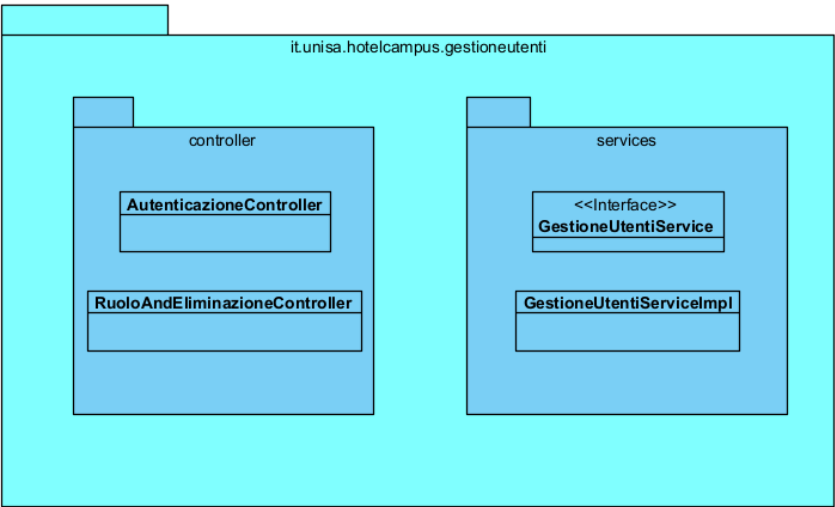 it.unisa.hotelcampus.gestioneutenti
controller
AutenticazioneController
RuoloAndEliminazioneController
services
<<Interface>>
GestioneUtentiService
GestioneUtentiServiceImpl